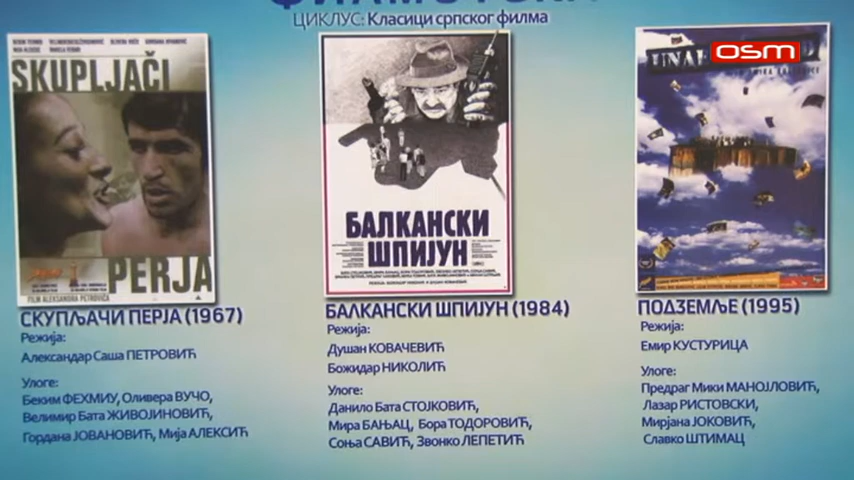 ЦИКЛУС: Класици српског филма
osm
SKUPLJAČI
PERJA
FILM ALEKSANDRA PETROVIĆA
СКУПЉАЧИ ПЕРЈА (1967)
Режија:
Александар Саша ПЕТРОВИЋ
Улоге:
Беким ФЕХМИУ, Оливера ВУЧО,
Велимир Бата ЖИВОЈИНОВИЋ,
Гордана ЈОВАНОВИЋ, Мија АЛЕКСИЋ
БАЛКАНСКИ
ШПИЈУН
БАЛКАНСКИ ШПИЈУН (1984)
Режија:
Душан КОВАЧЕВИЋ
Божидар НИКОЛИЋ
Улоге:
Данило Бата СТОЈКОВИЋ,
Мира БАЊАЦ, Бора ТОДОРОВИЋ,
Соња САВИЋ, Звонко ЛЕПЕТИЋ
ПОДЗЕМЉЕ (1995)
Режија:
Емир КУСТУРИЦА
Улоге:
Предраг Мики МАНОЈЛОВИЋ,
Лазар РИСТОВСКИ,
Мирјана ЈОКОВИЋ,
Славко ШТИМАЦ